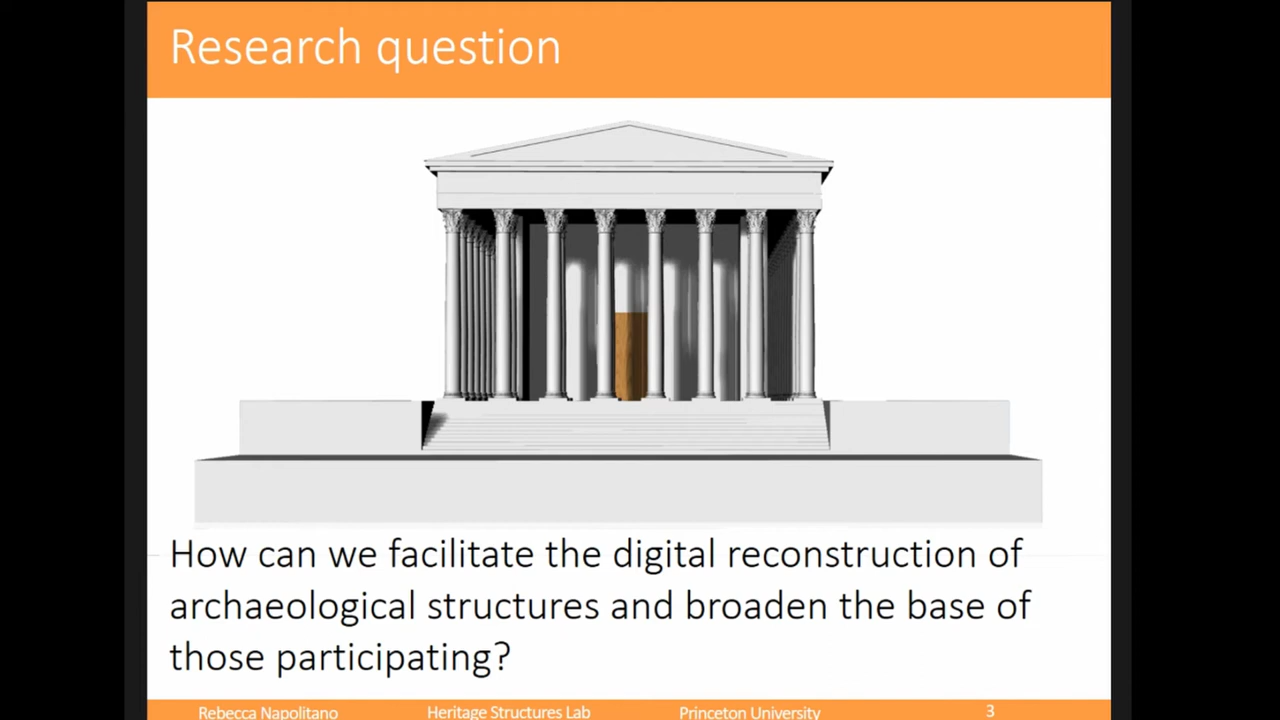 Research question
How can we facilitate the digital reconstruction of
archaeological structures and broaden the base of
those participating?
Rebecca Napolitano Heritage Structures Lab Princeton University 3